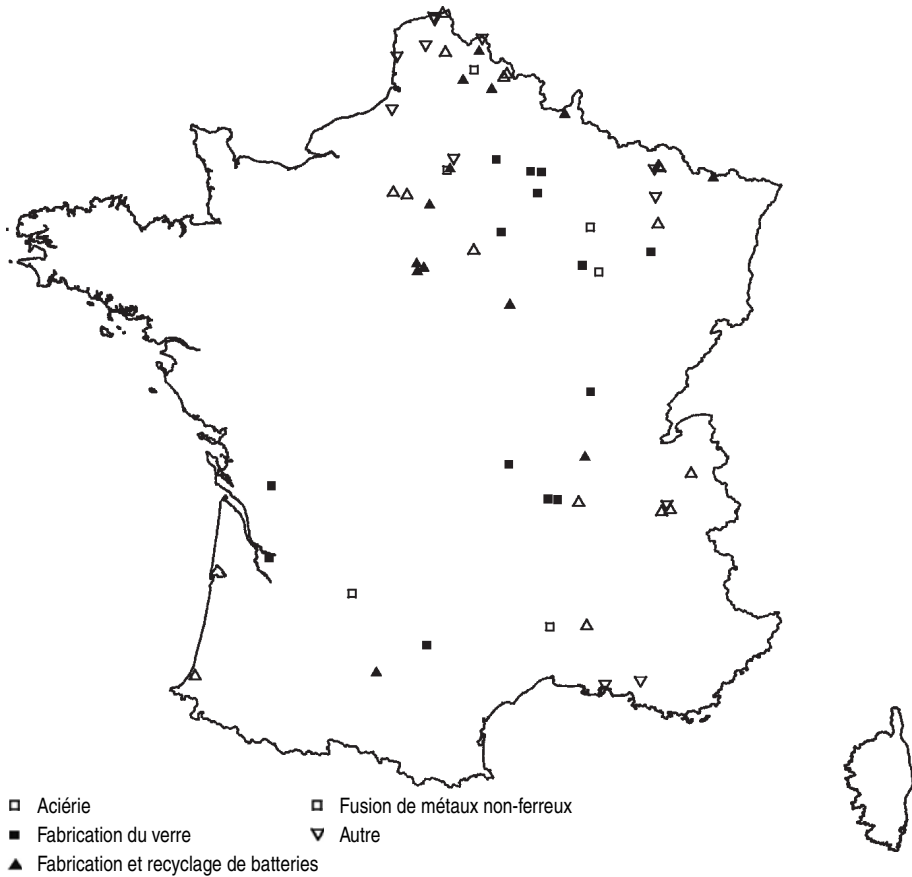 Aciérie
Fabrication du verre
Fabrication et recyclage de batteries
Fusion de métaux non-ferreux
Autre